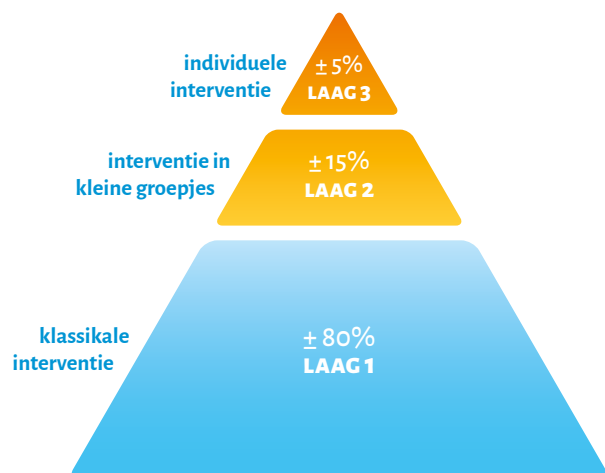 individuele
interventie
± 5%
LAAG 3
interventie in
kleine groepjes
± 15%
LAAG 2
klassikale
interventie
± 80%
LAAG 1